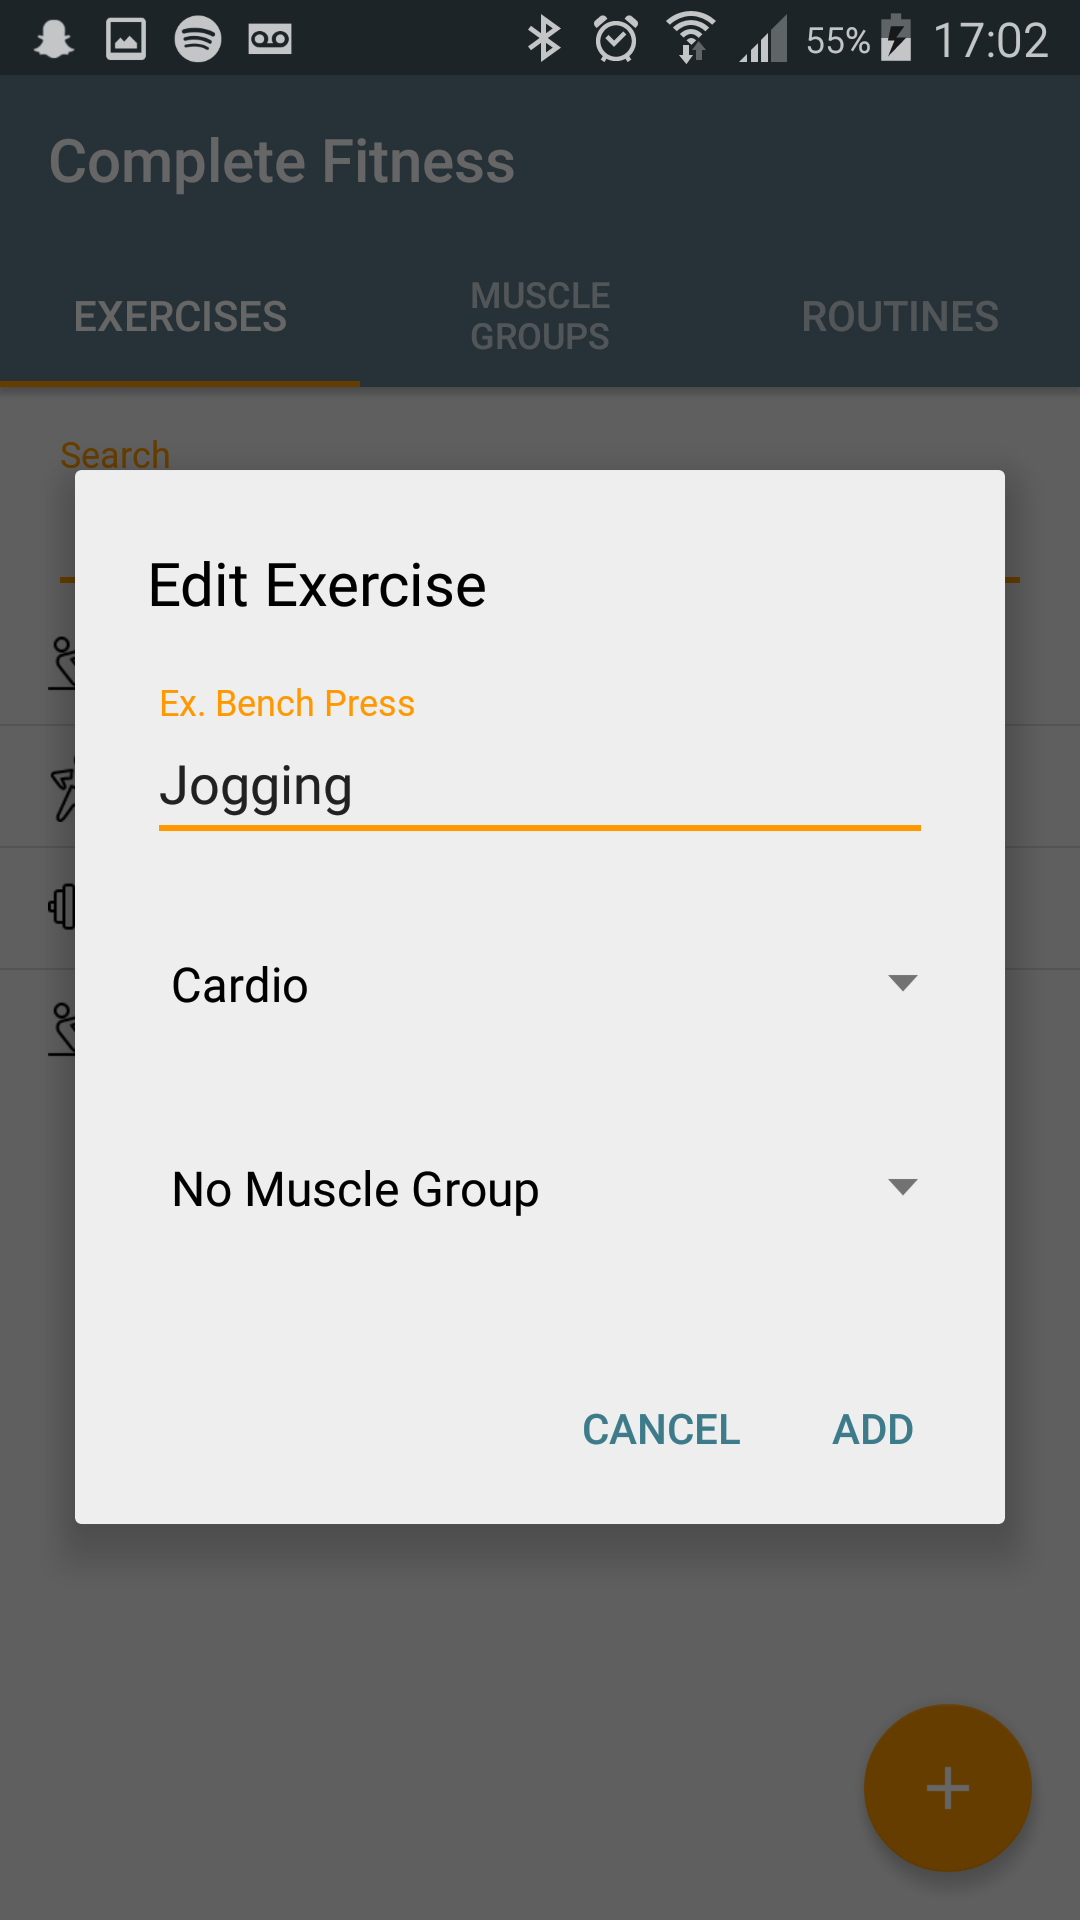 55% 17:02
Complete Fitness
EXERCISES
MUSCLE
GROUPS
ROUTINES
Search
Edit Exercise
Ex. Bench Press
Jogging
Cardio
No Muscle Group
CANCEL ADD